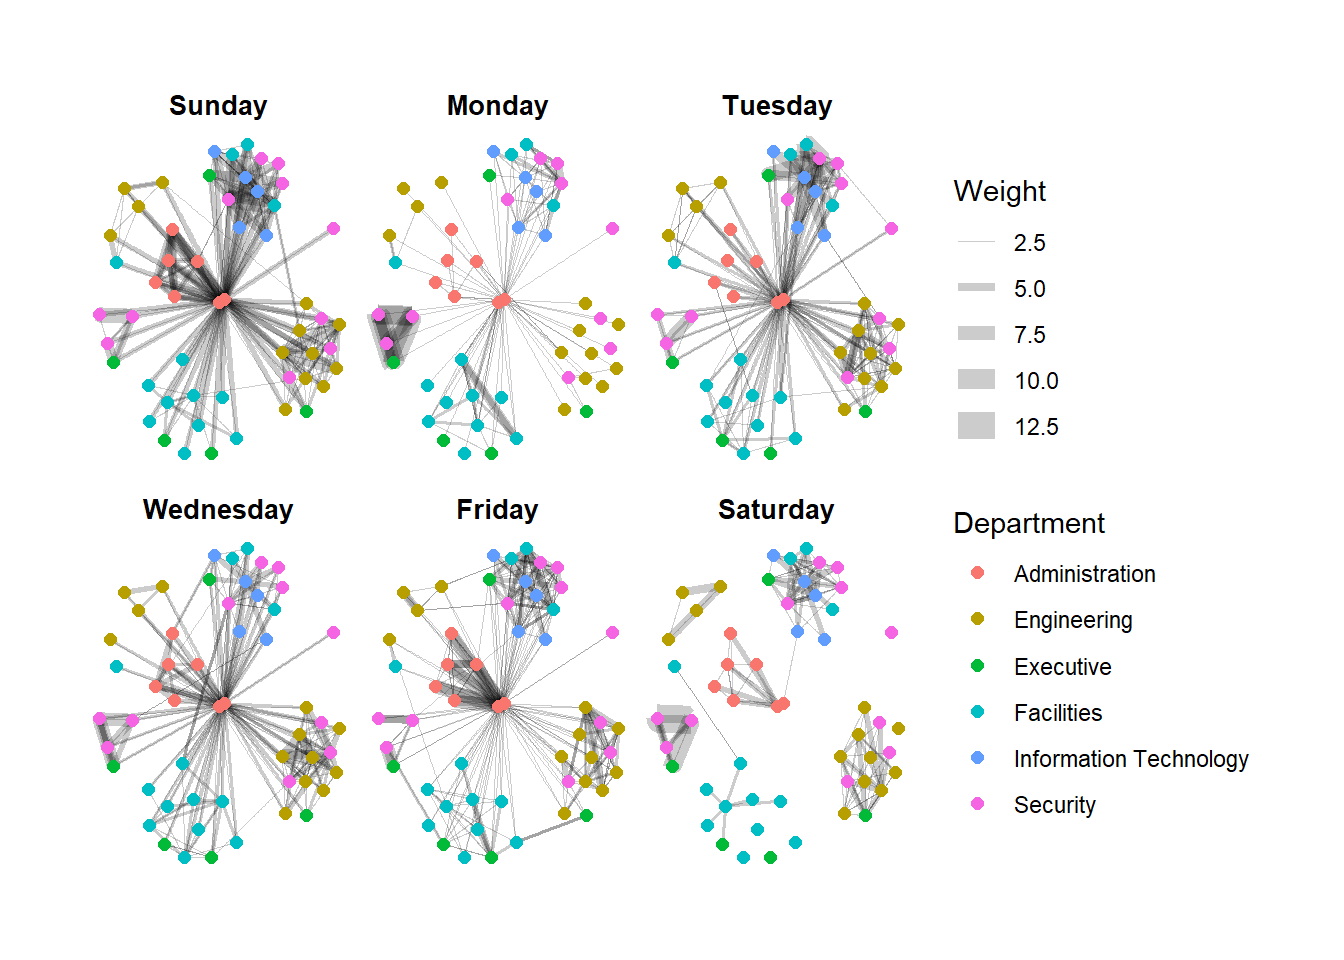 Sunday
Monday
Tuesday
Wednesday
Friday
Saturday
Weight
2.5
5.0
7.5
10.0
12.5
Department
Administration
Engineering
Executive
Facilities
Information Technology
Security